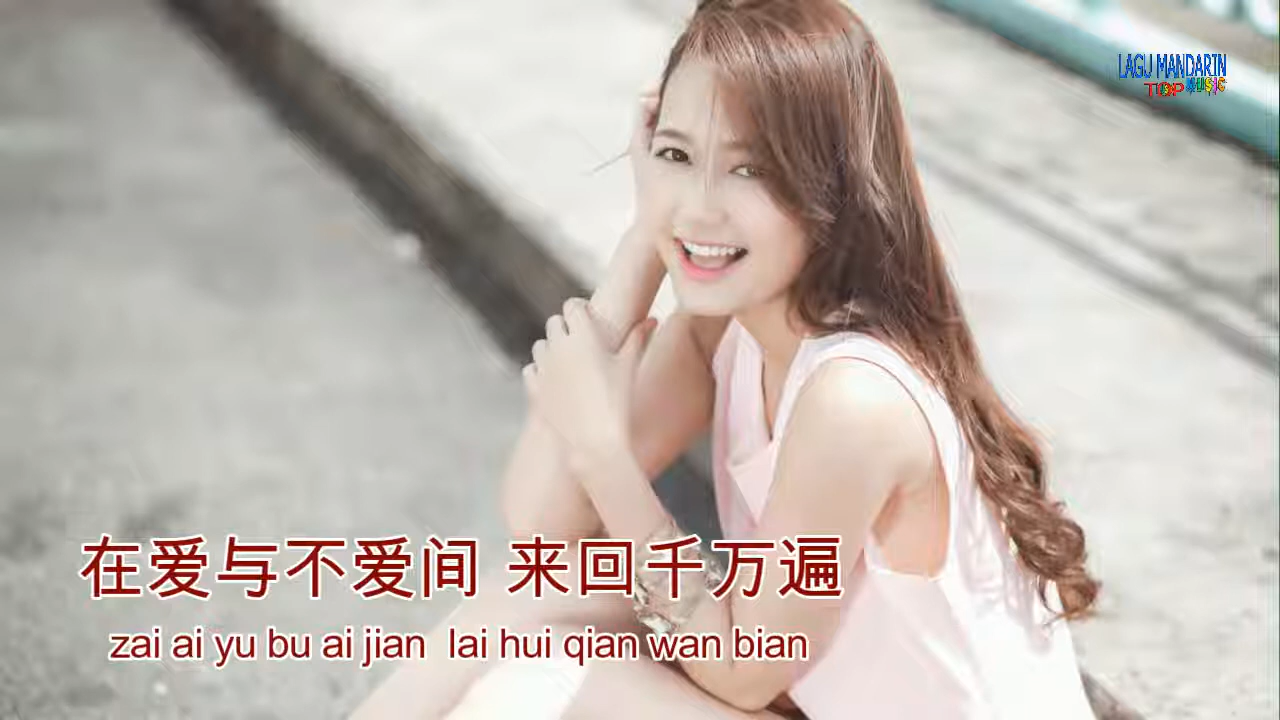 LAGU MANDARIN
TOP MUSIC
在爱与不爱间 来回千万遍
zai ai yu bu ai jian  lai hui qian wan bian